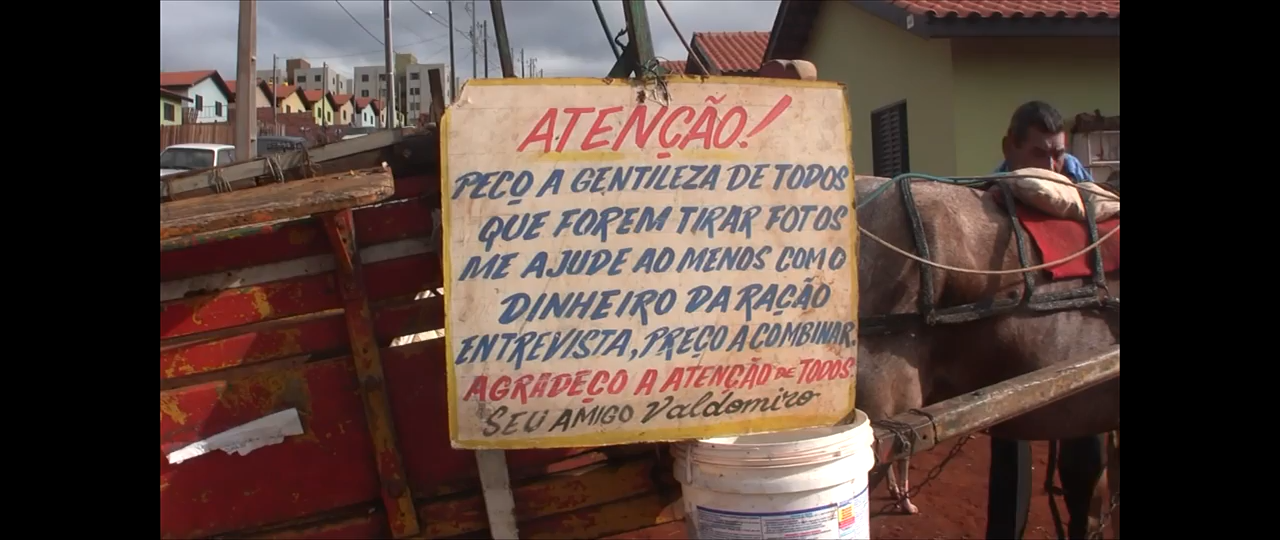 ATENÇÃO!
PEÇO A GENTILEZA DE TODOS
QUE FOREM TIRAR FOTOS
ME AJUDE AO MENOS COM O
DINHEIRO DA RAÇÃO
ENTREVISTA, PREÇO A COMBINAR.
AGRADEÇO A ATENÇÃO DE TODOS
SEU AMIGO Valdomiro